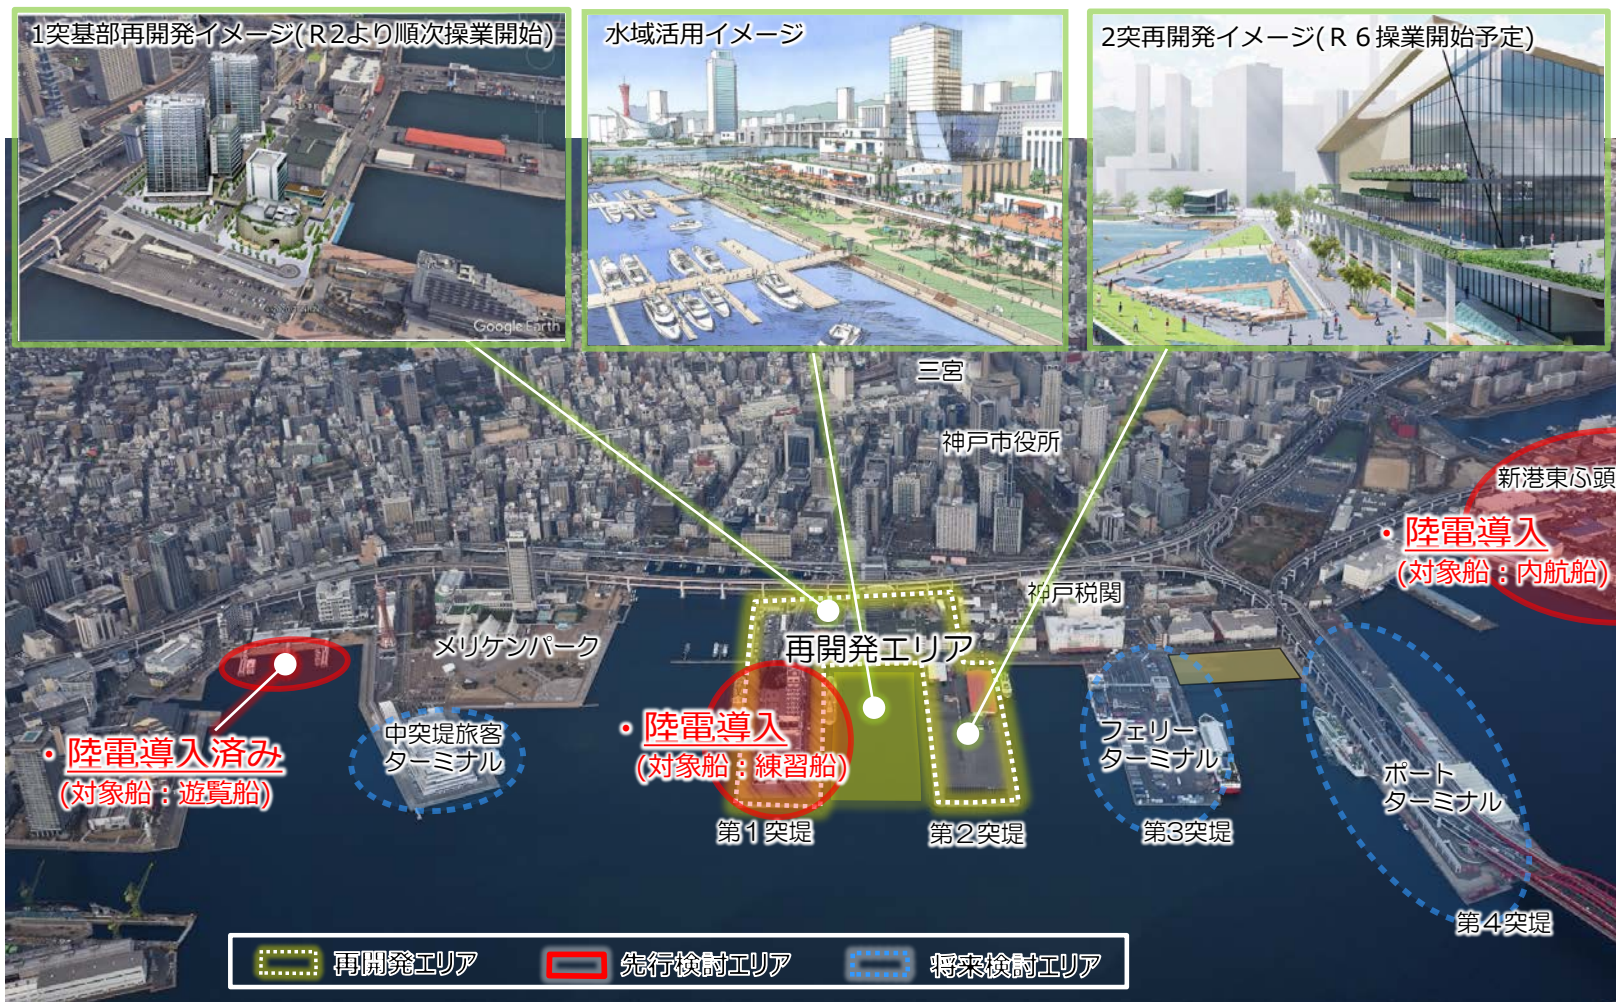 1突基部再開発イメージ(R2より順次操業開始)
水域活用イメージ
2突再開発イメージ(R6操業開始予定)
Google Earth
三宮
神戸市役所
新港東ふ頭
・陸電導入
(対象船：内航船)
神戸税関
メリケンパーク
再開発エリア
・陸電導入済み
(対象船：遊覧船)
中突堤旅客
ターミナル
・陸電導入
(対象船：練習船)
フェリー
ターミナル
ポート
ターミナル
第1突堤
第2突堤
第3突堤
第4突堤
再開発エリア
先行検討エリア
将来検討エリア